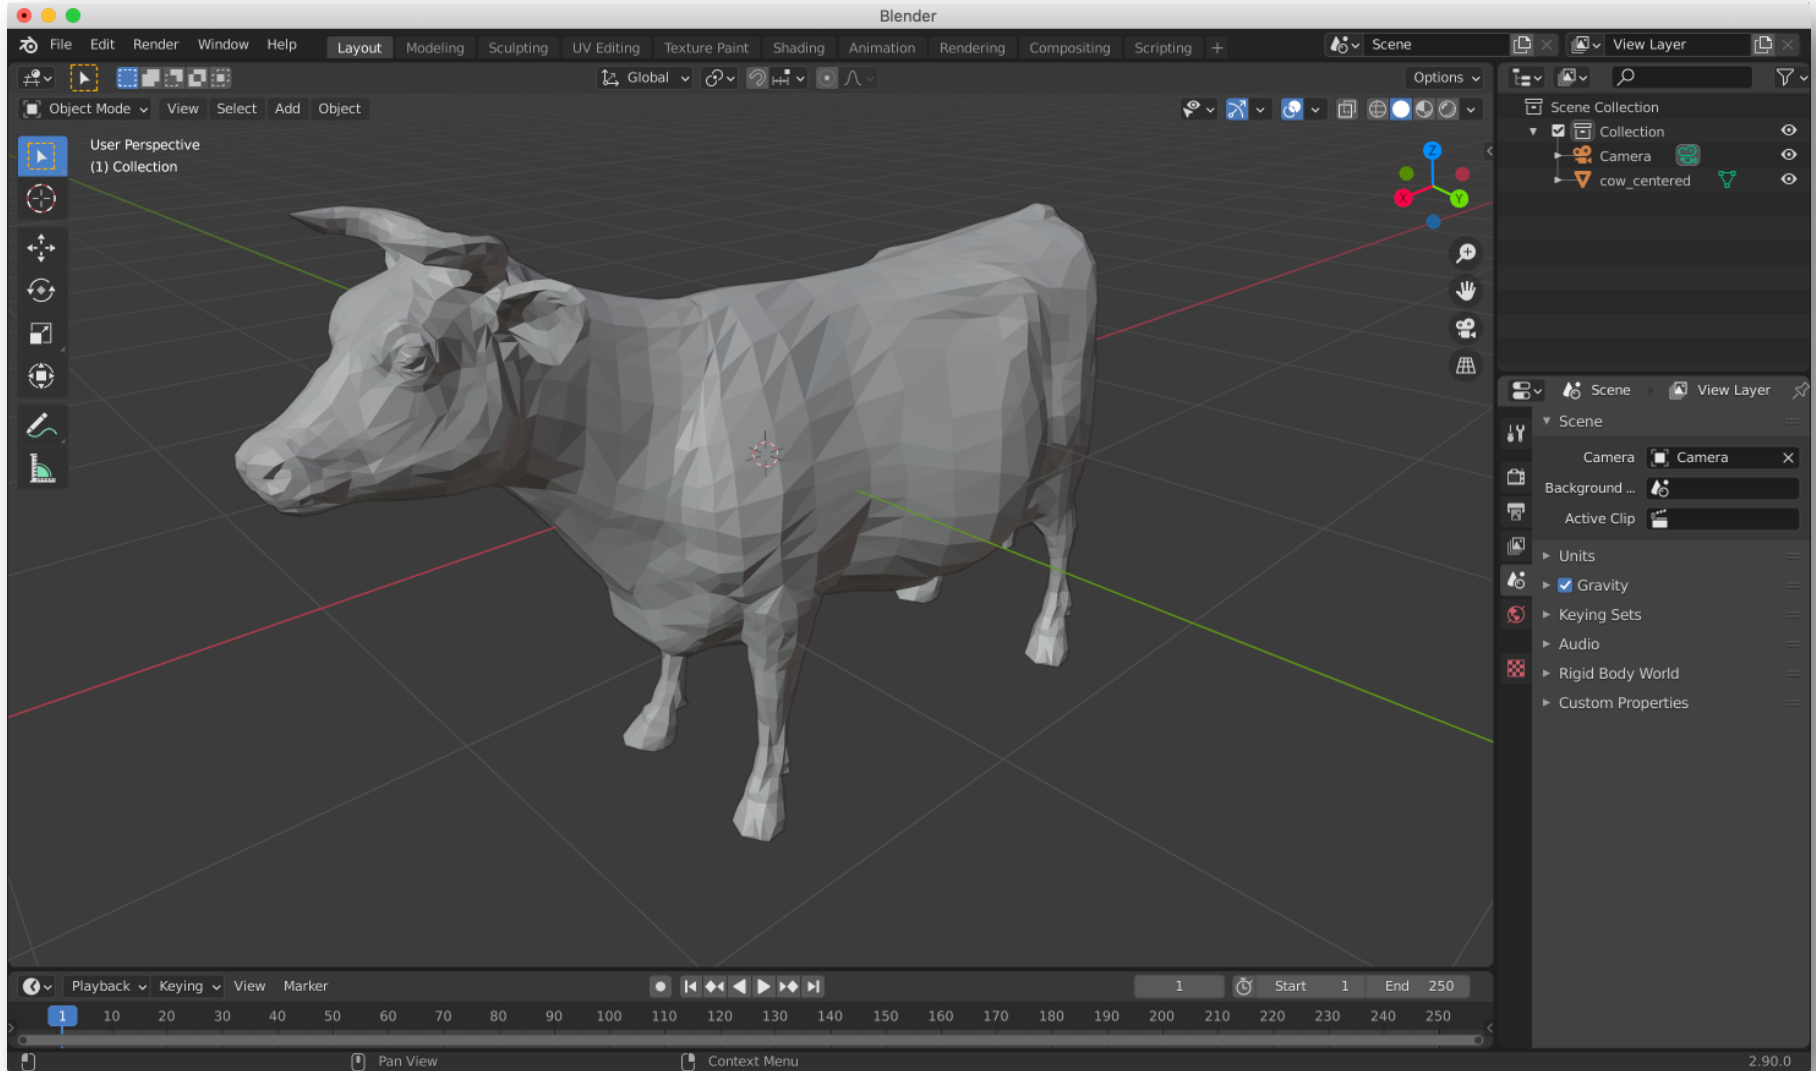 Blender
File Edit Render Window Help Layout Modeling Sculpting UV Editing Texture Paint Shading Animation Rendering Compositing Scripting + Scene View Layer
Global Options
Object Mode View Select Add Object
User Perspective
(1) Collection
Z
X Y
Scene Collection
Collection
Camera
cow_centered
Scene View Layer
Scene
Camera Camera
Background ...
Active Clip
Units
Gravity
Keying Sets
Audio
Rigid Body World
Custom Properties
Playback Keying View Marker 1 Start 1 End 250
1 10 20 30 40 50 60 70 80 90 100 110 120 130 140 150 160 170 180 190 200 210 220 230 240 250
Pan View Context Menu 2.90.0